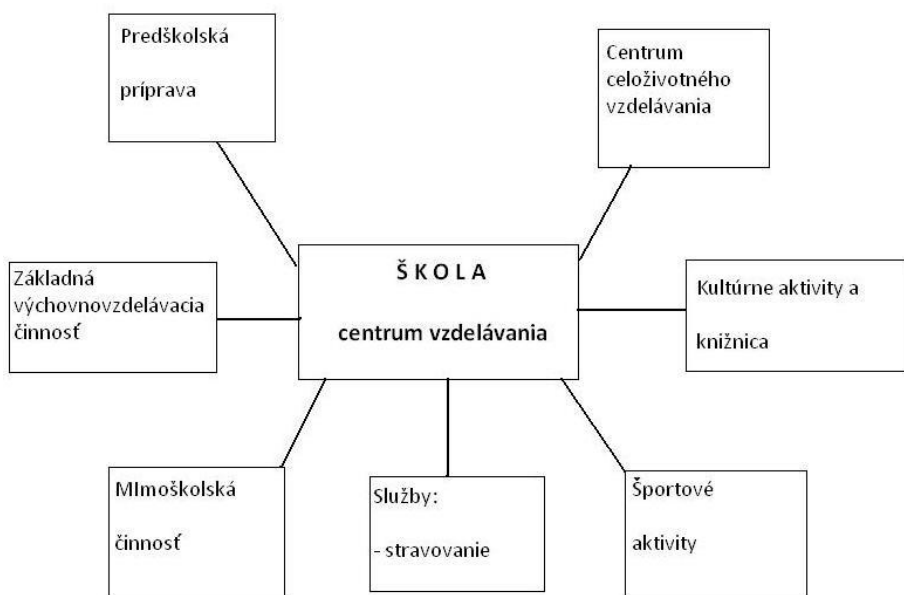 Predškolská
príprava
Centrum
celoživotného
vzdelávania
Š K O L A
centrum vzdelávania
Základná
výchovnovzdelávacia
činnosť
Kultúrne aktivity a
knižnica
MImoškolská
činnosť
Služby:
- stravovanie
Športové
aktivity